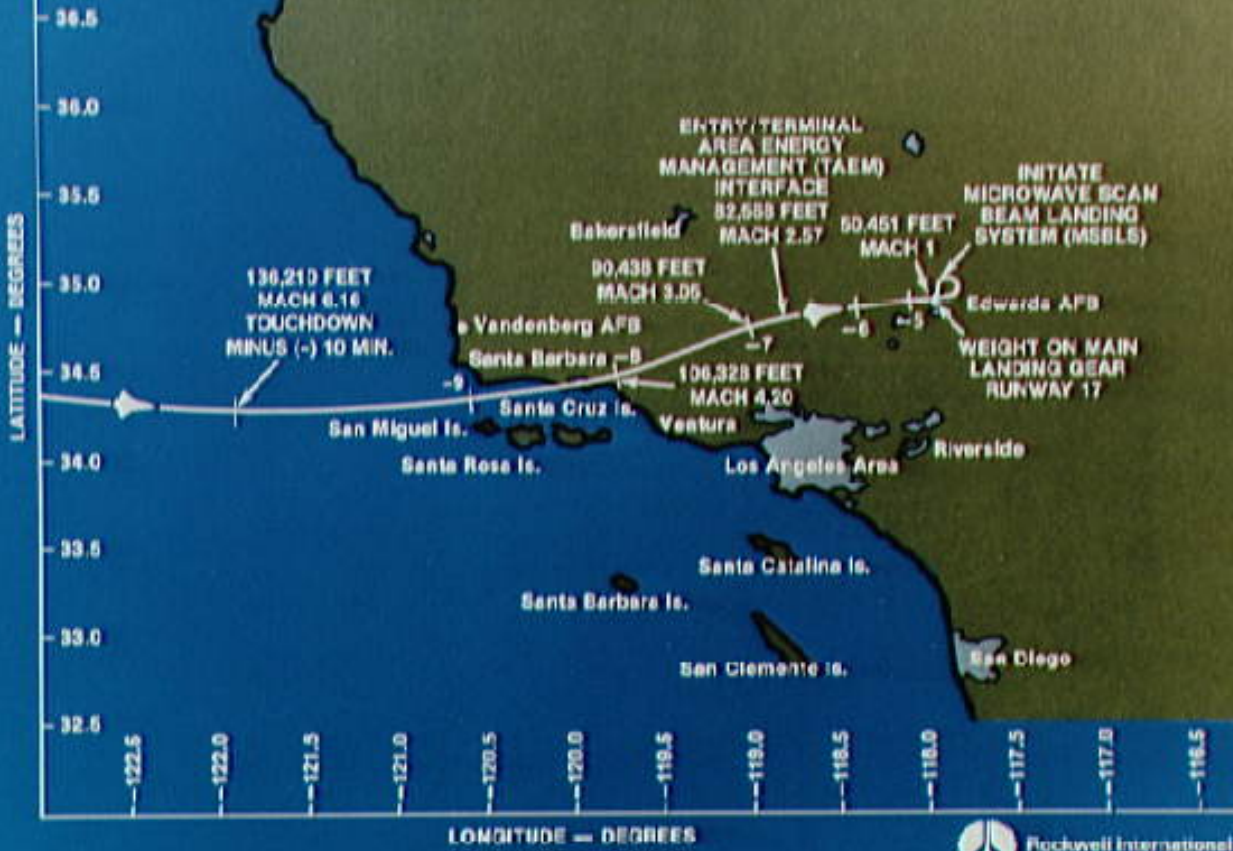 36.5
36.0
35.5
35.0
34.5
34.0
33.5
33.0
32.5
LATITUDE — DEGREES
ENTRY/TERMINAL
AREA ENERGY
MANAGEMENT (TAEM)
INTERFACE
82,568 FEET
MACH 2.57
INITIATE
MICROWAVE SCAN
BEAM LANDING
SYSTEM (MSBLS)
50,451 FEET
MACH 1
Bakersfield
90,438 FEET
MACH 3.05
136,210 FEET
MACH 6.16
TOUCHDOWN
MINUS (-) 10 MIN.
Vandenberg AFB
Edwards AFB
Santa Barbara
-9
-8
-7
-6
-5
106,328 FEET
MACH 4.20
WEIGHT ON MAIN
LANDING GEAR
RUNWAY 17
Santa Cruz Is.
San Miguel Is.
Ventura
Santa Rosa Is.
Los Angeles Area
Riverside
Santa Catalina Is.
Santa Barbara Is.
San Clemente Is.
San Diego
-122.5
-122.0
-121.5
-121.0
-120.5
-120.0
-119.5
-119.0
-118.5
-118.0
-117.5
-117.0
-116.5
LONGITUDE — DEGREES
Rockwell International